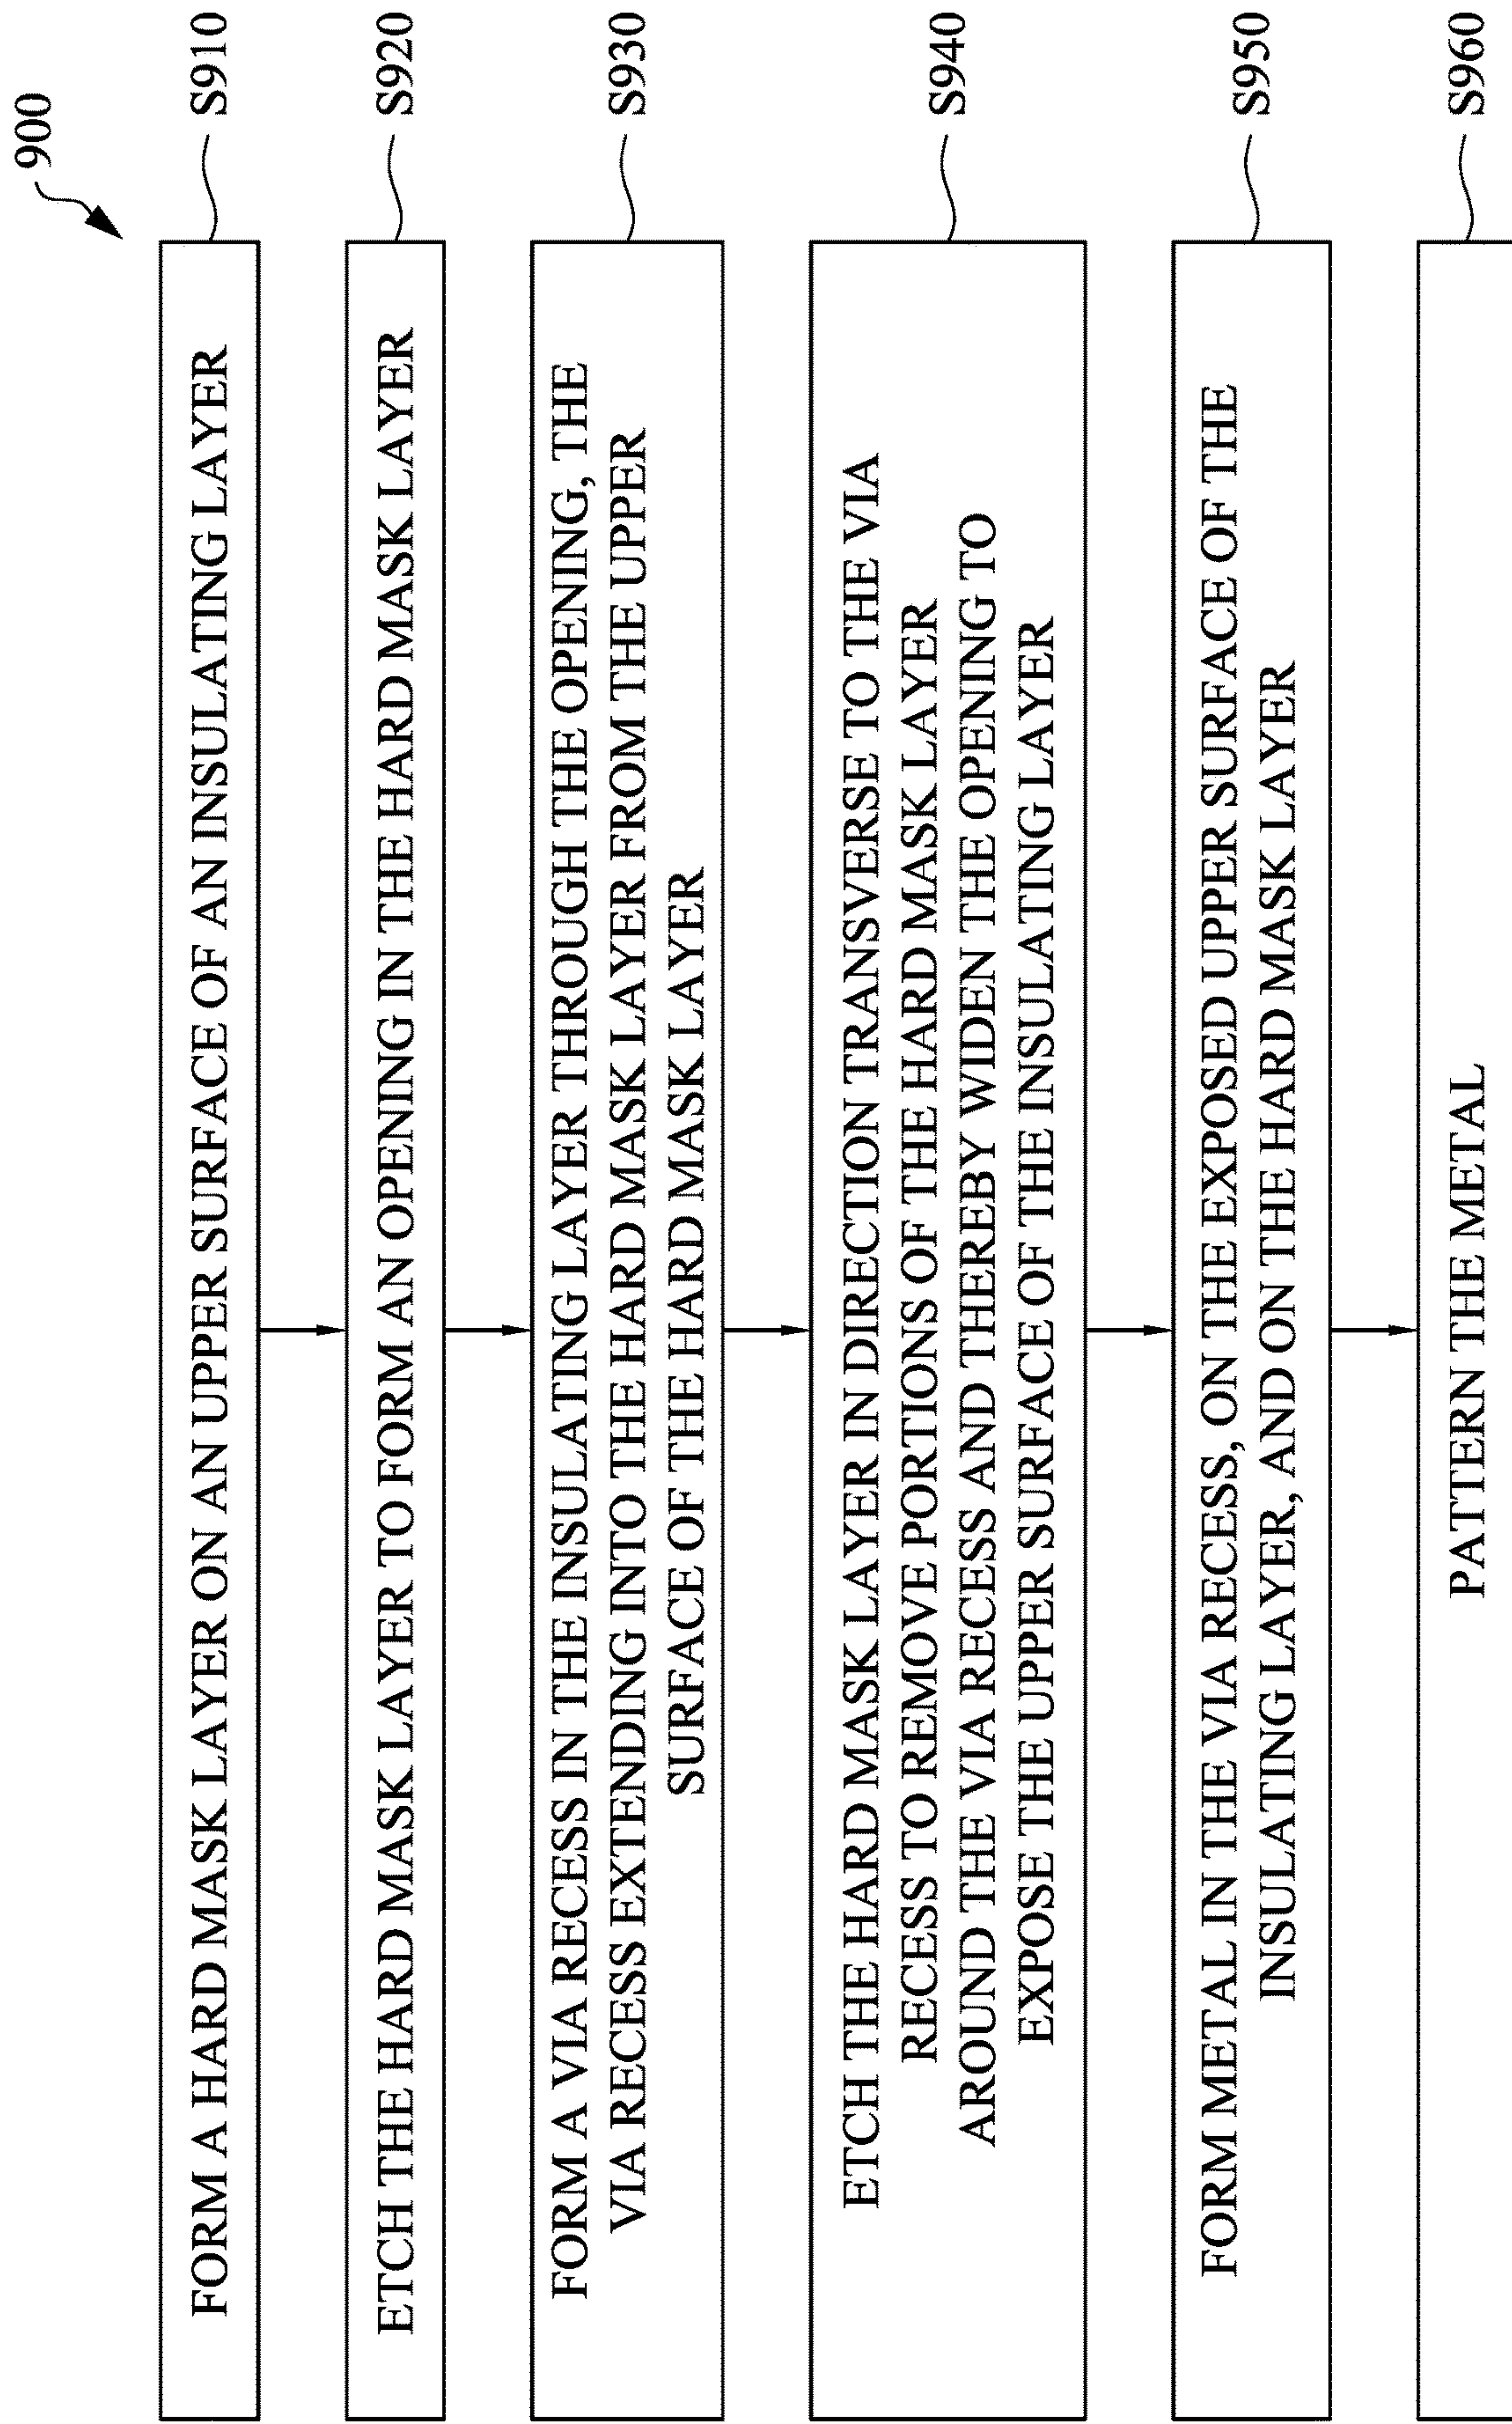 900
FORM A HARD MASK LAYER ON AN UPPER SURFACE OF AN INSULATING LAYER
S910
ETCH THE HARD MASK LAYER TO FORM AN OPENING IN THE HARD MASK LAYER
S920
FORM A VIA RECESS IN THE INSULATING LAYER THROUGH THE OPENING, THE
VIA RECESS EXTENDING INTO THE HARD MASK LAYER FROM THE UPPER
SURFACE OF THE HARD MASK LAYER
S930
ETCH THE HARD MASK LAYER IN DIRECTION TRANSVERSE TO THE VIA
RECESS TO REMOVE PORTIONS OF THE HARD MASK LAYER
AROUND THE VIA RECESS AND THEREBY WIDEN THE OPENING TO
EXPOSE THE UPPER SURFACE OF THE INSULATING LAYER
S940
FORM METAL IN THE VIA RECESS, ON THE EXPOSED UPPER SURFACE OF THE
INSULATING LAYER, AND ON THE HARD MASK LAYER
S950
PATTERN THE METAL
S960